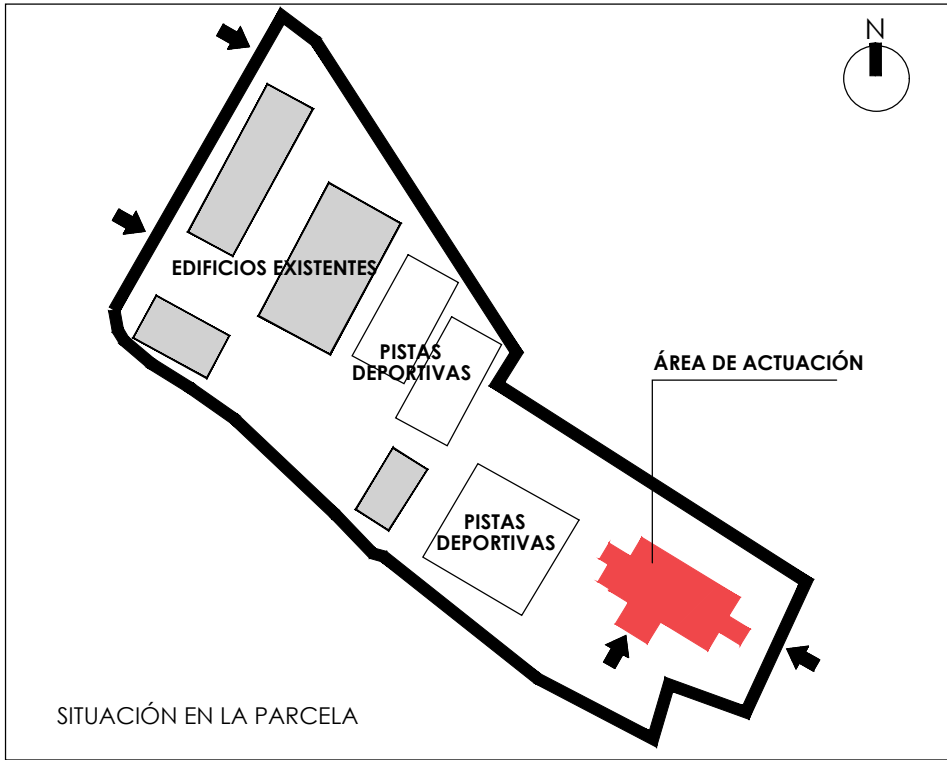 N
EDIFICIOS EXISTENTES
PISTAS
DEPORTIVAS
ÁREA DE ACTUACIÓN
PISTAS
DEPORTIVAS
SITUACIÓN EN LA PARCELA